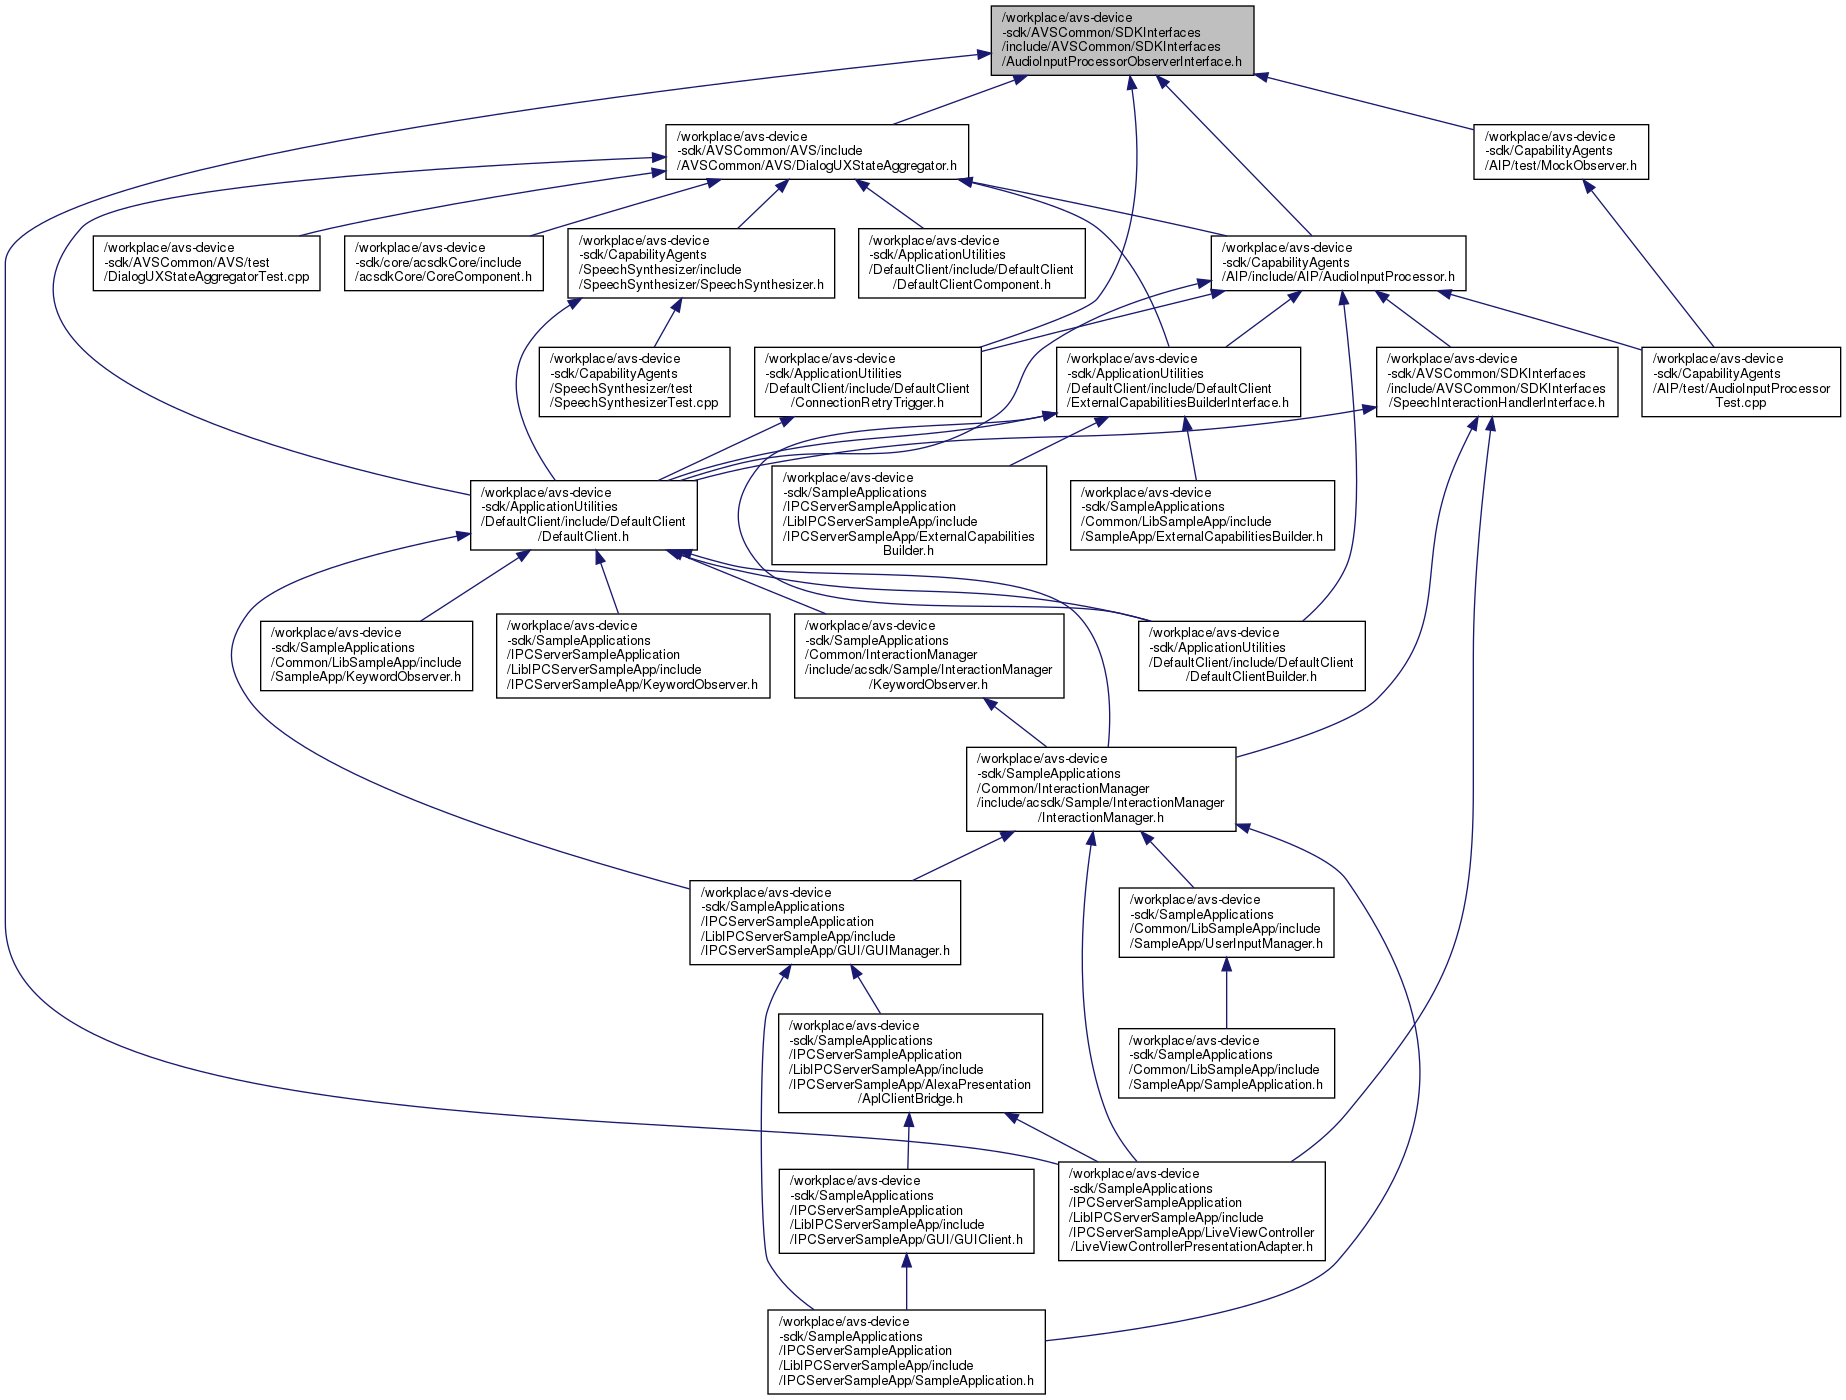 /workplace/avs-device
-sdk/AVSCommon/SDKInterfaces
/include/AVSCommon/SDKInterfaces
/AudioInputProcessorObserverInterface.h
/workplace/avs-device
-sdk/AVSCommon/AVS/include
/AVSCommon/AVS/DialogUXStateAggregator.h
/workplace/avs-device
-sdk/CapabilityAgents
/AIP/test/MockObserver.h
/workplace/avs-device
-sdk/AVSCommon/AVS/test
/DialogUXStateAggregatorTest.cpp
/workplace/avs-device
-sdk/core/acsdkCore/include
/acsdkCore/CoreComponent.h
/workplace/avs-device
-sdk/CapabilityAgents
/SpeechSynthesizer/include
/SpeechSynthesizer/SpeechSynthesizer.h
/workplace/avs-device
-sdk/ApplicationUtilities
/DefaultClient/include/DefaultClient
/DefaultClientComponent.h
/workplace/avs-device
-sdk/CapabilityAgents
/AIP/include/AIP/AudioInputProcessor.h
/workplace/avs-device
-sdk/CapabilityAgents
/SpeechSynthesizer/test
/SpeechSynthesizerTest.cpp
/workplace/avs-device
-sdk/ApplicationUtilities
/DefaultClient/include/DefaultClient
/ConnectionRetryTrigger.h
/workplace/avs-device
-sdk/ApplicationUtilities
/DefaultClient/include/DefaultClient
/ExternalCapabilitiesBuilderInterface.h
/workplace/avs-device
-sdk/AVSCommon/SDKInterfaces
/include/AVSCommon/SDKInterfaces
/SpeechInteractionHandlerInterface.h
/workplace/avs-device
-sdk/CapabilityAgents
/AIP/test/AudioInputProcessor
Test.cpp
/workplace/avs-device
-sdk/ApplicationUtilities
/DefaultClient/include/DefaultClient
/DefaultClient.h
/workplace/avs-device
-sdk/SampleApplications
/IPCServerSampleApplication
/LibIPCServerSampleApp/include
/IPCServerSampleApp/ExternalCapabilities
Builder.h
/workplace/avs-device
-sdk/SampleApplications
/Common/LibSampleApp/include
/SampleApp/ExternalCapabilitiesBuilder.h
/workplace/avs-device
-sdk/SampleApplications
/Common/LibSampleApp/include
/SampleApp/KeywordObserver.h
/workplace/avs-device
-sdk/SampleApplications
/IPCServerSampleApplication
/LibIPCServerSampleApp/include
/IPCServerSampleApp/KeywordObserver.h
/workplace/avs-device
-sdk/SampleApplications
/Common/InteractionManager
/include/acsdk/Sample/InteractionManager
/KeywordObserver.h
/workplace/avs-device
-sdk/ApplicationUtilities
/DefaultClient/include/DefaultClient
/DefaultClientBuilder.h
/workplace/avs-device
-sdk/SampleApplications
/Common/InteractionManager
/include/acsdk/Sample/InteractionManager
/InteractionManager.h
/workplace/avs-device
-sdk/SampleApplications
/IPCServerSampleApplication
/LibIPCServerSampleApp/include
/IPCServerSampleApp/GUI/GUIManager.h
/workplace/avs-device
-sdk/SampleApplications
/Common/LibSampleApp/include
/SampleApp/UserInputManager.h
/workplace/avs-device
-sdk/SampleApplications
/IPCServerSampleApplication
/LibIPCServerSampleApp/include
/IPCServerSampleApp/AlexaPresentation
/AplClientBridge.h
/workplace/avs-device
-sdk/SampleApplications
/Common/LibSampleApp/include
/SampleApp/SampleApplication.h
/workplace/avs-device
-sdk/SampleApplications
/IPCServerSampleApplication
/LibIPCServerSampleApp/include
/IPCServerSampleApp/GUI/GUIClient.h
/workplace/avs-device
-sdk/SampleApplications
/IPCServerSampleApplication
/LibIPCServerSampleApp/include
/IPCServerSampleApp/LiveViewController
/LiveViewControllerPresentationAdapter.h
/workplace/avs-device
-sdk/SampleApplications
/IPCServerSampleApplication
/LibIPCServerSampleApp/include
/IPCServerSampleApp/SampleApplication.h